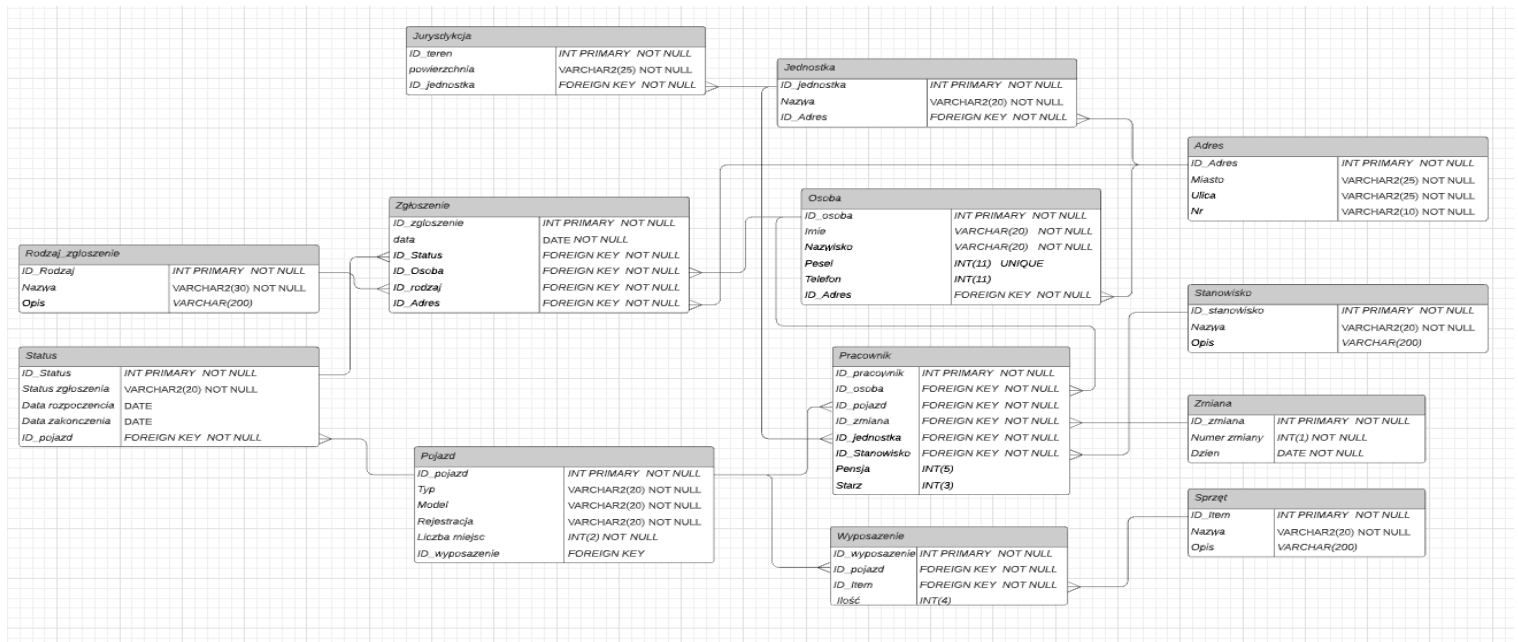 Jurysdykcja
ID_teren INT PRIMARY NOT NULL
powierzchnia VARCHAR2(25) NOT NULL
ID_jednostka FOREIGN KEY NOT NULL
Jednostka
ID_jednostka INT PRIMARY NOT NULL
Nazwa VARCHAR2(20) NOT NULL
ID_Adres FOREIGN KEY NOT NULL
Adres
ID_Adres INT PRIMARY NOT NULL
Miasto VARCHAR2(25) NOT NULL
Ulica VARCHAR2(25) NOT NULL
Nr VARCHAR2(10) NOT NULL
Zgłoszenie
ID_zgloszenie INT PRIMARY NOT NULL
data DATE NOT NULL
ID_Status FOREIGN KEY NOT NULL
ID_Osoba FOREIGN KEY NOT NULL
ID_rodzaj FOREIGN KEY NOT NULL
ID_Adres FOREIGN KEY NOT NULL
Osoba
ID_osoba INT PRIMARY NOT NULL
Imie VARCHAR(20) NOT NULL
Nazwisko VARCHAR(20) NOT NULL
Pesel INT(11) UNIQUE
Telefon INT(11)
ID_Adres FOREIGN KEY NOT NULL
Rodzaj_zgloszenie
ID_Rodzaj INT PRIMARY NOT NULL
Nazwa VARCHAR2(30) NOT NULL
Opis VARCHAR(200)
Stanowisko
ID_stanowisko INT PRIMARY NOT NULL
Nazwa VARCHAR2(20) NOT NULL
Opis VARCHAR(200)
Status
ID_Status INT PRIMARY NOT NULL
Status zgłoszenia VARCHAR2(20) NOT NULL
Data rozpoczencia DATE
Data zakonczenia DATE
ID_pojazd FOREIGN KEY NOT NULL
Pracownik
ID_pracownik INT PRIMARY NOT NULL
ID_osoba FOREIGN KEY NOT NULL
ID_pojazd FOREIGN KEY NOT NULL
ID_zmiana FOREIGN KEY NOT NULL
ID_jednostka FOREIGN KEY NOT NULL
ID_Stanowisko FOREIGN KEY NOT NULL
Pensja INT(5)
Starz INT(3)
Zmiana
ID_zmiana INT PRIMARY NOT NULL
Numer zmiany INT(1) NOT NULL
Dzien DATE NOT NULL
Pojazd
ID_pojazd INT PRIMARY NOT NULL
Typ VARCHAR2(20) NOT NULL
Model VARCHAR2(20) NOT NULL
Rejestracja VARCHAR2(20) NOT NULL
Liczba miejsc INT(2) NOT NULL
ID_wyposazenie FOREIGN KEY
Sprzęt
ID_Item INT PRIMARY NOT NULL
Nazwa VARCHAR2(20) NOT NULL
Opis VARCHAR(200)
Wyposazenie
ID_wyposazenie INT PRIMARY NOT NULL
ID_pojazd FOREIGN KEY NOT NULL
ID_Item FOREIGN KEY NOT NULL
Ilość INT(4)